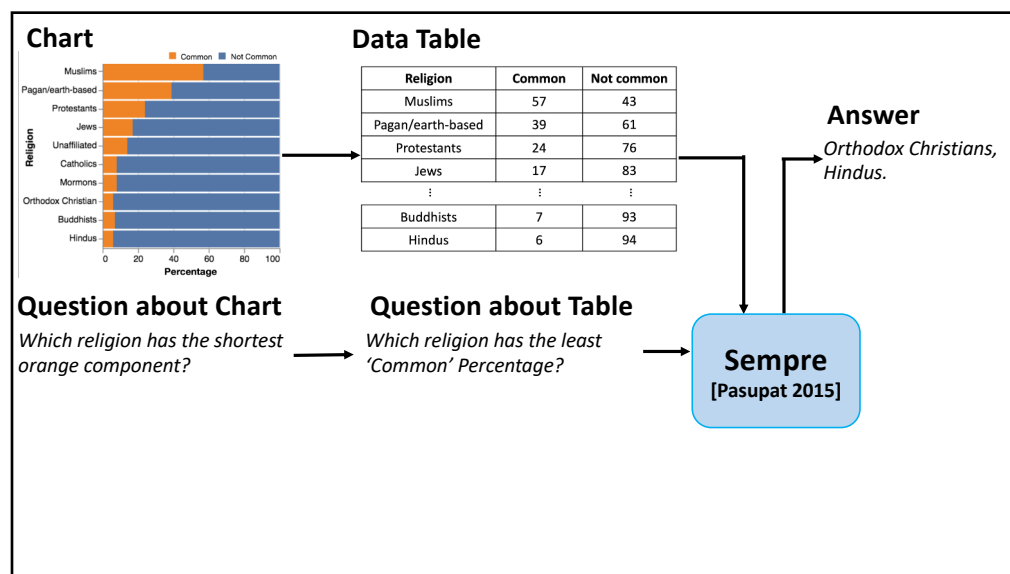 Chart
Common Not Common
Muslims
Pagan/earth-based
Protestants
Jews
Unaffiliated
Catholics
Mormons
Orthodox Christian
Buddhists
Hindus
Religion
0 20 40 60 80 100
Percentage
Data Table
Religion Common Not common
Muslims 57 43
Pagan/earth-based 39 61
Protestants 24 76
Jews 17 83
⋮ ⋮ ⋮
Buddhists 7 93
Hindus 6 94
Answer
Orthodox Christians,
Hindus.
Question about Chart
Which religion has the shortest
orange component?
Question about Table
Which religion has the least
‘Common’ Percentage?
Sempre
[Pasupat 2015]